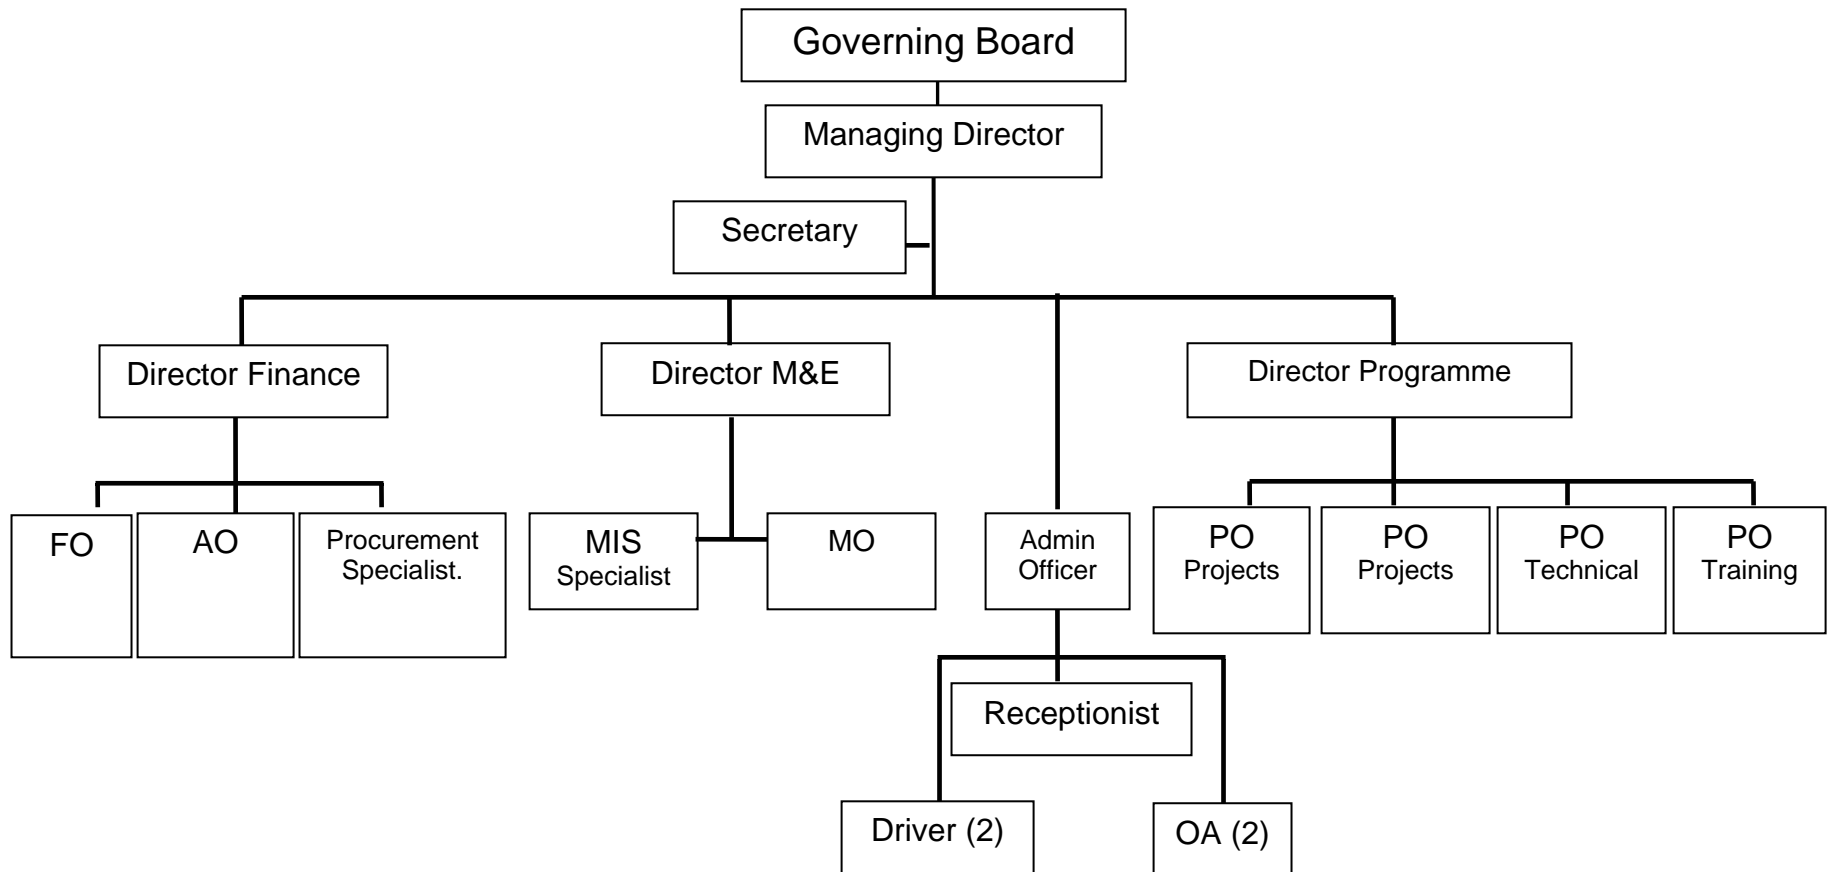 Governing Board
Managing Director
Secretary
Director Finance
Director M&E
Director Programme
FO
AO
Procurement
Specialist.
MIS
Specialist
MO
Admin
Officer
PO
Projects
PO
Projects
PO
Technical
PO
Training
Receptionist
Driver (2)
OA (2)